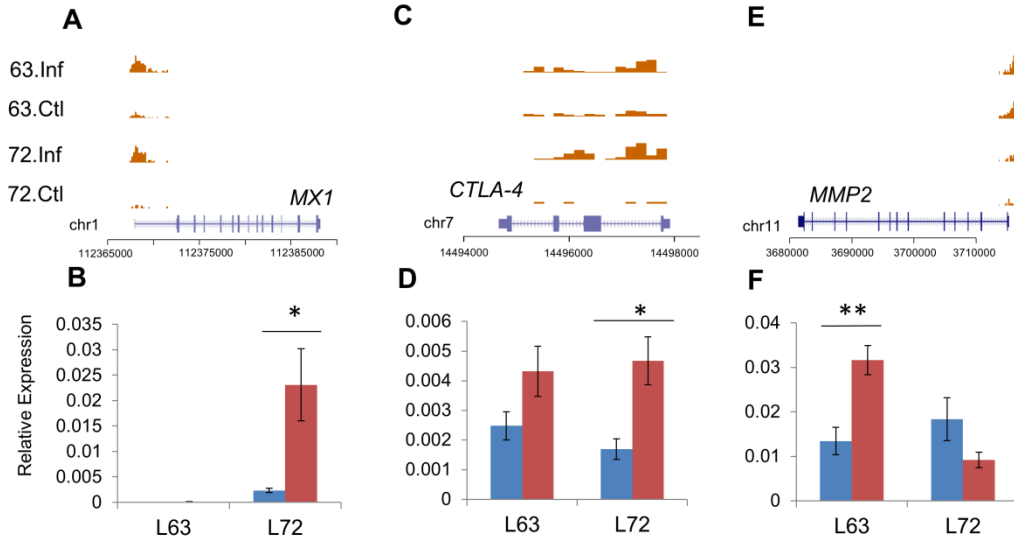 A
C
E
63.Inf
63.Ctl
72.Inf
72.Ctl
MX1
CTLA-4
MMP2
chr1
chr7
chr11
112365000
112375000
112385000
14494000
14496000
14498000
3680000
3690000
3700000
3710000
B
D
F
Relative Expression
0.035
0.03
0.025
0.02
0.015
0.01
0.005
0
*
L63
L72
0.006
0.005
0.004
0.003
0.002
0.001
0
*
L63
L72
0.04
0.03
0.02
0.01
0
**
L63
L72